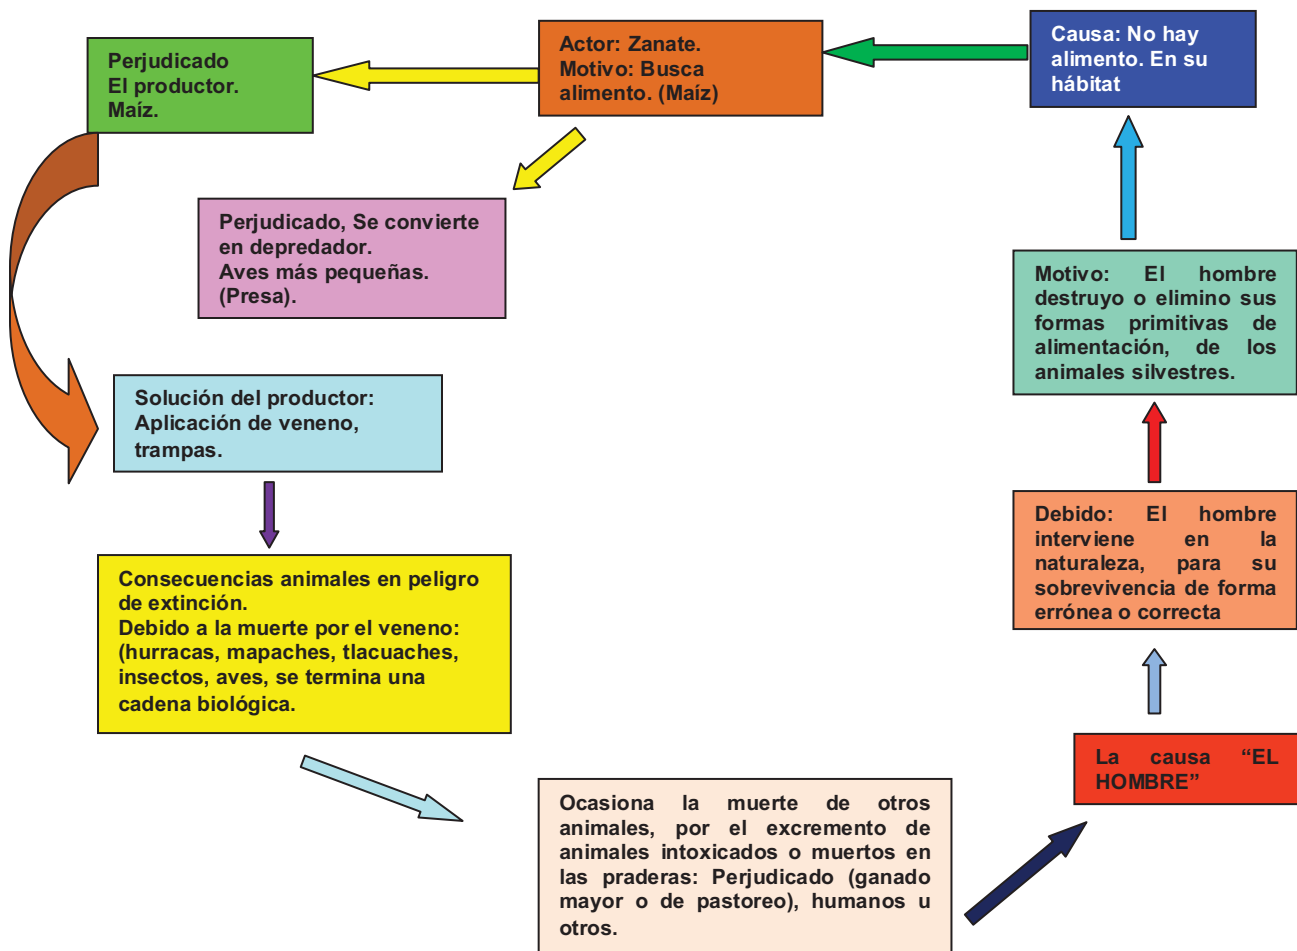 Perjudicado
El productor.
Maíz.
Actor: Zanate.
Motivo: Busca
alimento. (Maíz)
Causa: No hay
alimento. En su
hábitat
Perjudicado, Se convierte
en depredador.
Aves más pequeñas.
(Presa).
Motivo: El hombre
destruyo o elimino sus
formas primitivas de
alimentación, de los
animales silvestres.
Solución del productor:
Aplicación de veneno,
trampas.
Debido: El hombre
interviene en la
naturaleza, para su
sobrevivencia de forma
errónea o correcta
Consecuencias animales en peligro
de extinción.
Debido a la muerte por el veneno:
(hurracas, mapaches, tlacuaches,
insectos, aves, se termina una
cadena biológica.
La causa “EL
HOMBRE”
Ocasiona la muerte de otros
animales, por el excremento de
animales intoxicados o muertos en
las praderas: Perjudicado (ganado
mayor o de pastoreo), humanos u
otros.